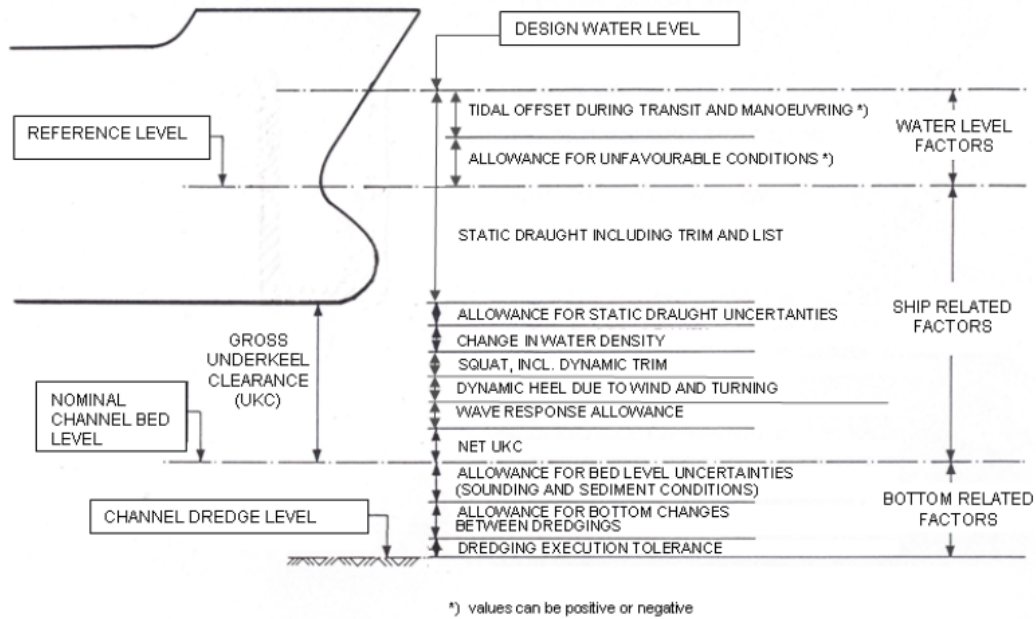 DESIGN WATER LEVEL
TIDAL OFFSET DURING TRANSIT AND MANOEUVRING *)
WATER LEVEL
FACTORS
REFERENCE LEVEL
ALLOWANCE FOR UNFAVOURABLE CONDITIONS *)
STATIC DRAUGHT INCLUDING TRIM AND LIST
ALLOWANCE FOR STATIC DRAUGHT UNCERTANTIES
SHIP RELATED
FACTORS
GROSS
UNDERKEEL
CLEARANCE
(UKC)
CHANGE IN WATER DENSITY
SQUAT, INCL. DYNAMIC TRIM
DYNAMIC HEEL DUE TO WIND AND TURNING
WAVE RESPONSE ALLOWANCE
NOMINAL
CHANNEL BED
LEVEL
NET UKC
ALLOWANCE FOR BED LEVEL UNCERTAINTIES
(SOUNDING AND SEDIMENT CONDITIONS)
BOTTOM RELATED
FACTORS
CHANNEL DREDGE LEVEL
ALLOWANCE FOR BOTTOM CHANGES
BETWEEN DREDGINGS
DREDGING EXECUTION TOLERANCE
*) values can be positive or negative